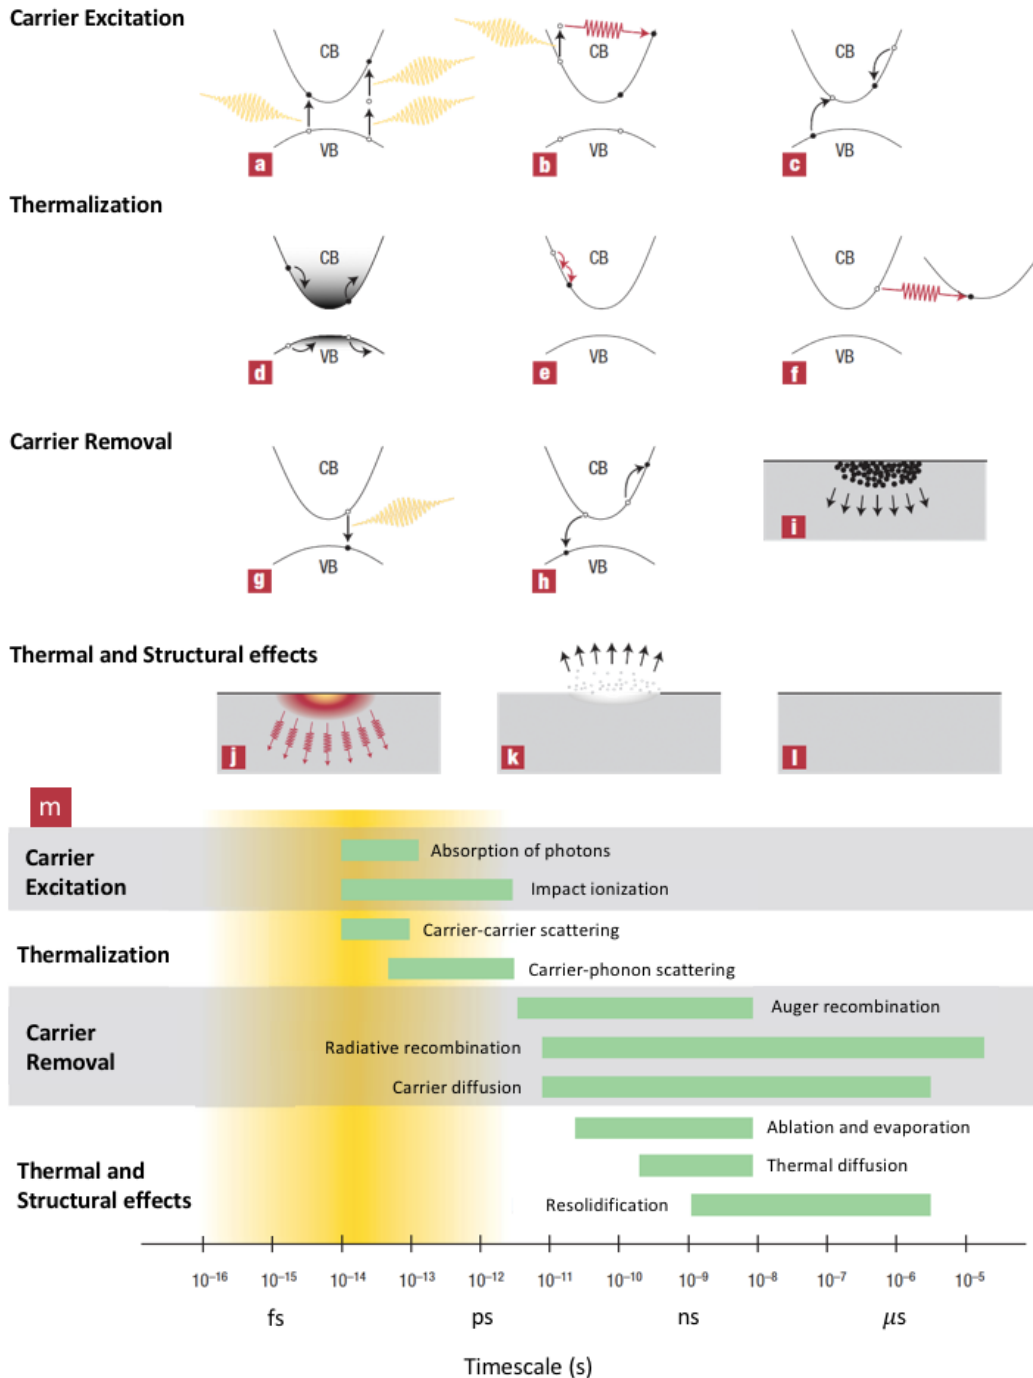 Carrier Excitation
CB
VB
a
CB
VB
b
CB
VB
c
Thermalization
CB
VB
d
CB
VB
e
CB
VB
f
Carrier Removal
CB
VB
g
CB
VB
h
i
Thermal and Structural effects
j
k
l
m
Carrier
Excitation
Absorption of photons
Impact ionization
Thermalization
Carrier-carrier scattering
Carrier-phonon scattering
Carrier
Removal
Auger recombination
Radiative recombination
Carrier diffusion
Thermal and
Structural effects
Ablation and evaporation
Thermal diffusion
Resolidification
10⁻¹⁶ 10⁻¹⁵ 10⁻¹⁴ 10⁻¹³ 10⁻¹² 10⁻¹¹ 10⁻¹⁰ 10⁻⁹ 10⁻⁸ 10⁻⁷ 10⁻⁶ 10⁻⁵
fs ps ns μs
Timescale (s)